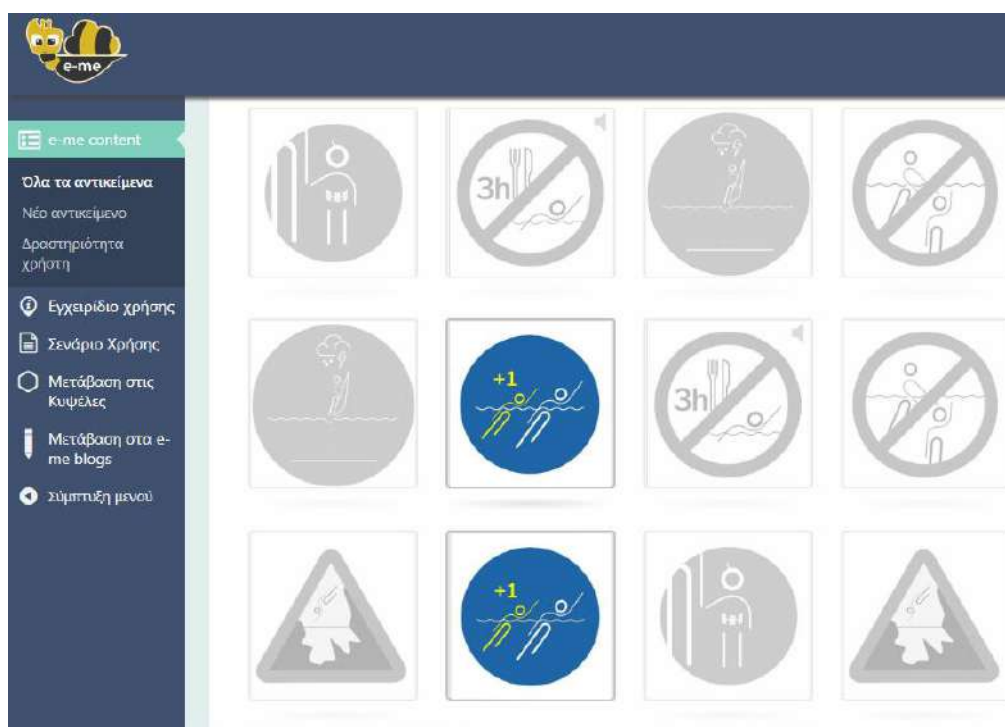 e-me
e-me content
Όλα τα αντικείμενα
Νέο αντικείμενο
Δραστηριότητα
χρήστη
Εγχειρίδιο χρήσης
Σενάριο Χρήσης
Μετάβαση στις
Κυψέλες
Μετάβαση στα e-
me blogs
Σύμπτυξη μενού
3h
+1
3h
+1